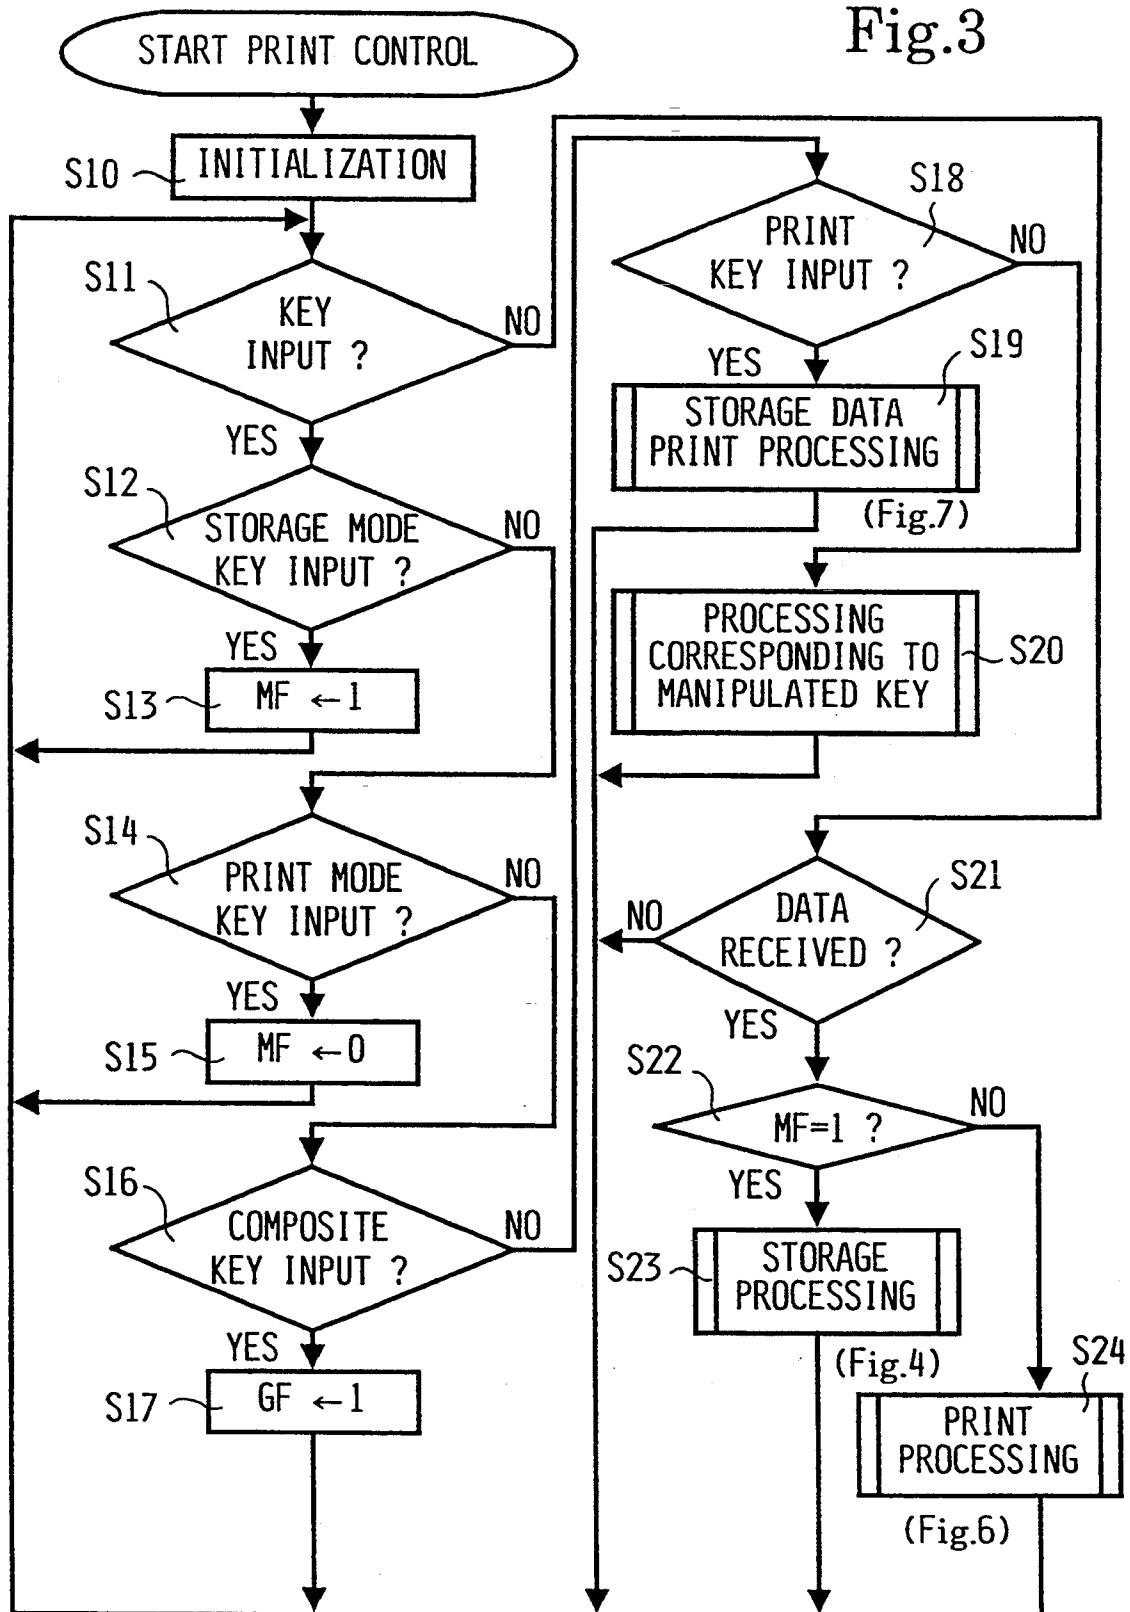 Fig.3
START PRINT CONTROL
S10
INITIALIZATION
S11
KEY
INPUT ?
NO
YES
S12
STORAGE MODE
KEY INPUT ?
NO
YES
S13
MF ←1
S14
PRINT MODE
KEY INPUT ?
NO
YES
S15
MF ←0
S16
COMPOSITE
KEY INPUT ?
NO
YES
S17
GF ←1
S18
PRINT
KEY INPUT ?
NO
YES
S19
STORAGE DATA
PRINT PROCESSING
(Fig.7)
PROCESSING
CORRESPONDING TO
MANIPULATED KEY
S20
S21
DATA
RECEIVED ?
NO
YES
S22
MF=1 ?
NO
YES
S23
STORAGE
PROCESSING
(Fig.4)
S24
PRINT
PROCESSING
(Fig.6)